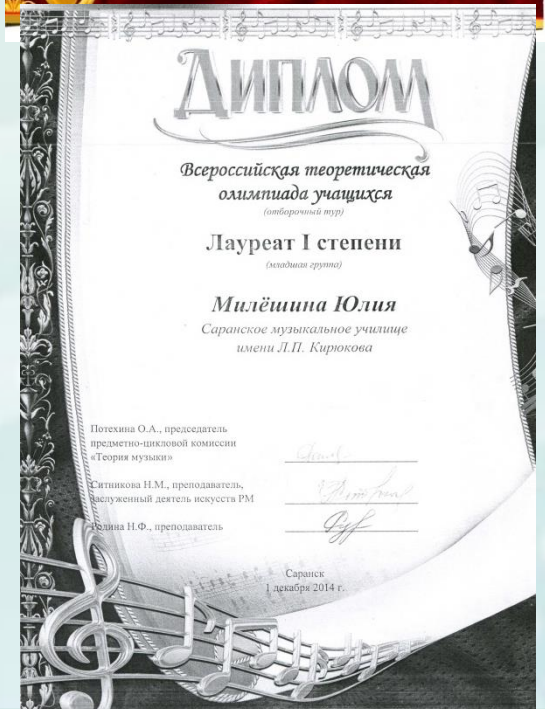 Диплом
Всероссийская теоретическая
олимпиада учащихся
(отборочный тур)
Лауреат I степени
(младшая группа)
Милёшина Юлия
Саранское музыкальное училище
имени Л.П. Кирюкова
Потехина О.А., председатель
предметно-цикловой комиссии
«Теория музыки»
Ситникова Н.М., преподаватель,
заслуженный деятель искусств РМ
Родина Н.Ф., преподаватель
Саранск
1 декабря 2014 г.